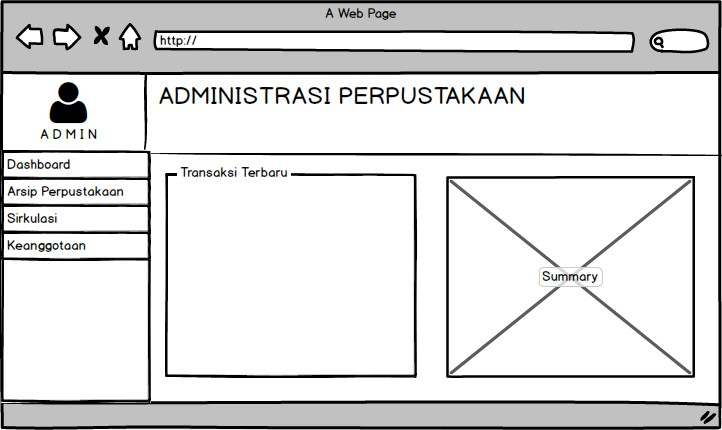 A Web Page
http://
ADMIN
ADMINISTRASI PERPUSTAKAAN
Dashboard
Arsip Perpustakaan
Sirkulasi
Keanggotaan
Transaksi Terbaru
Summary